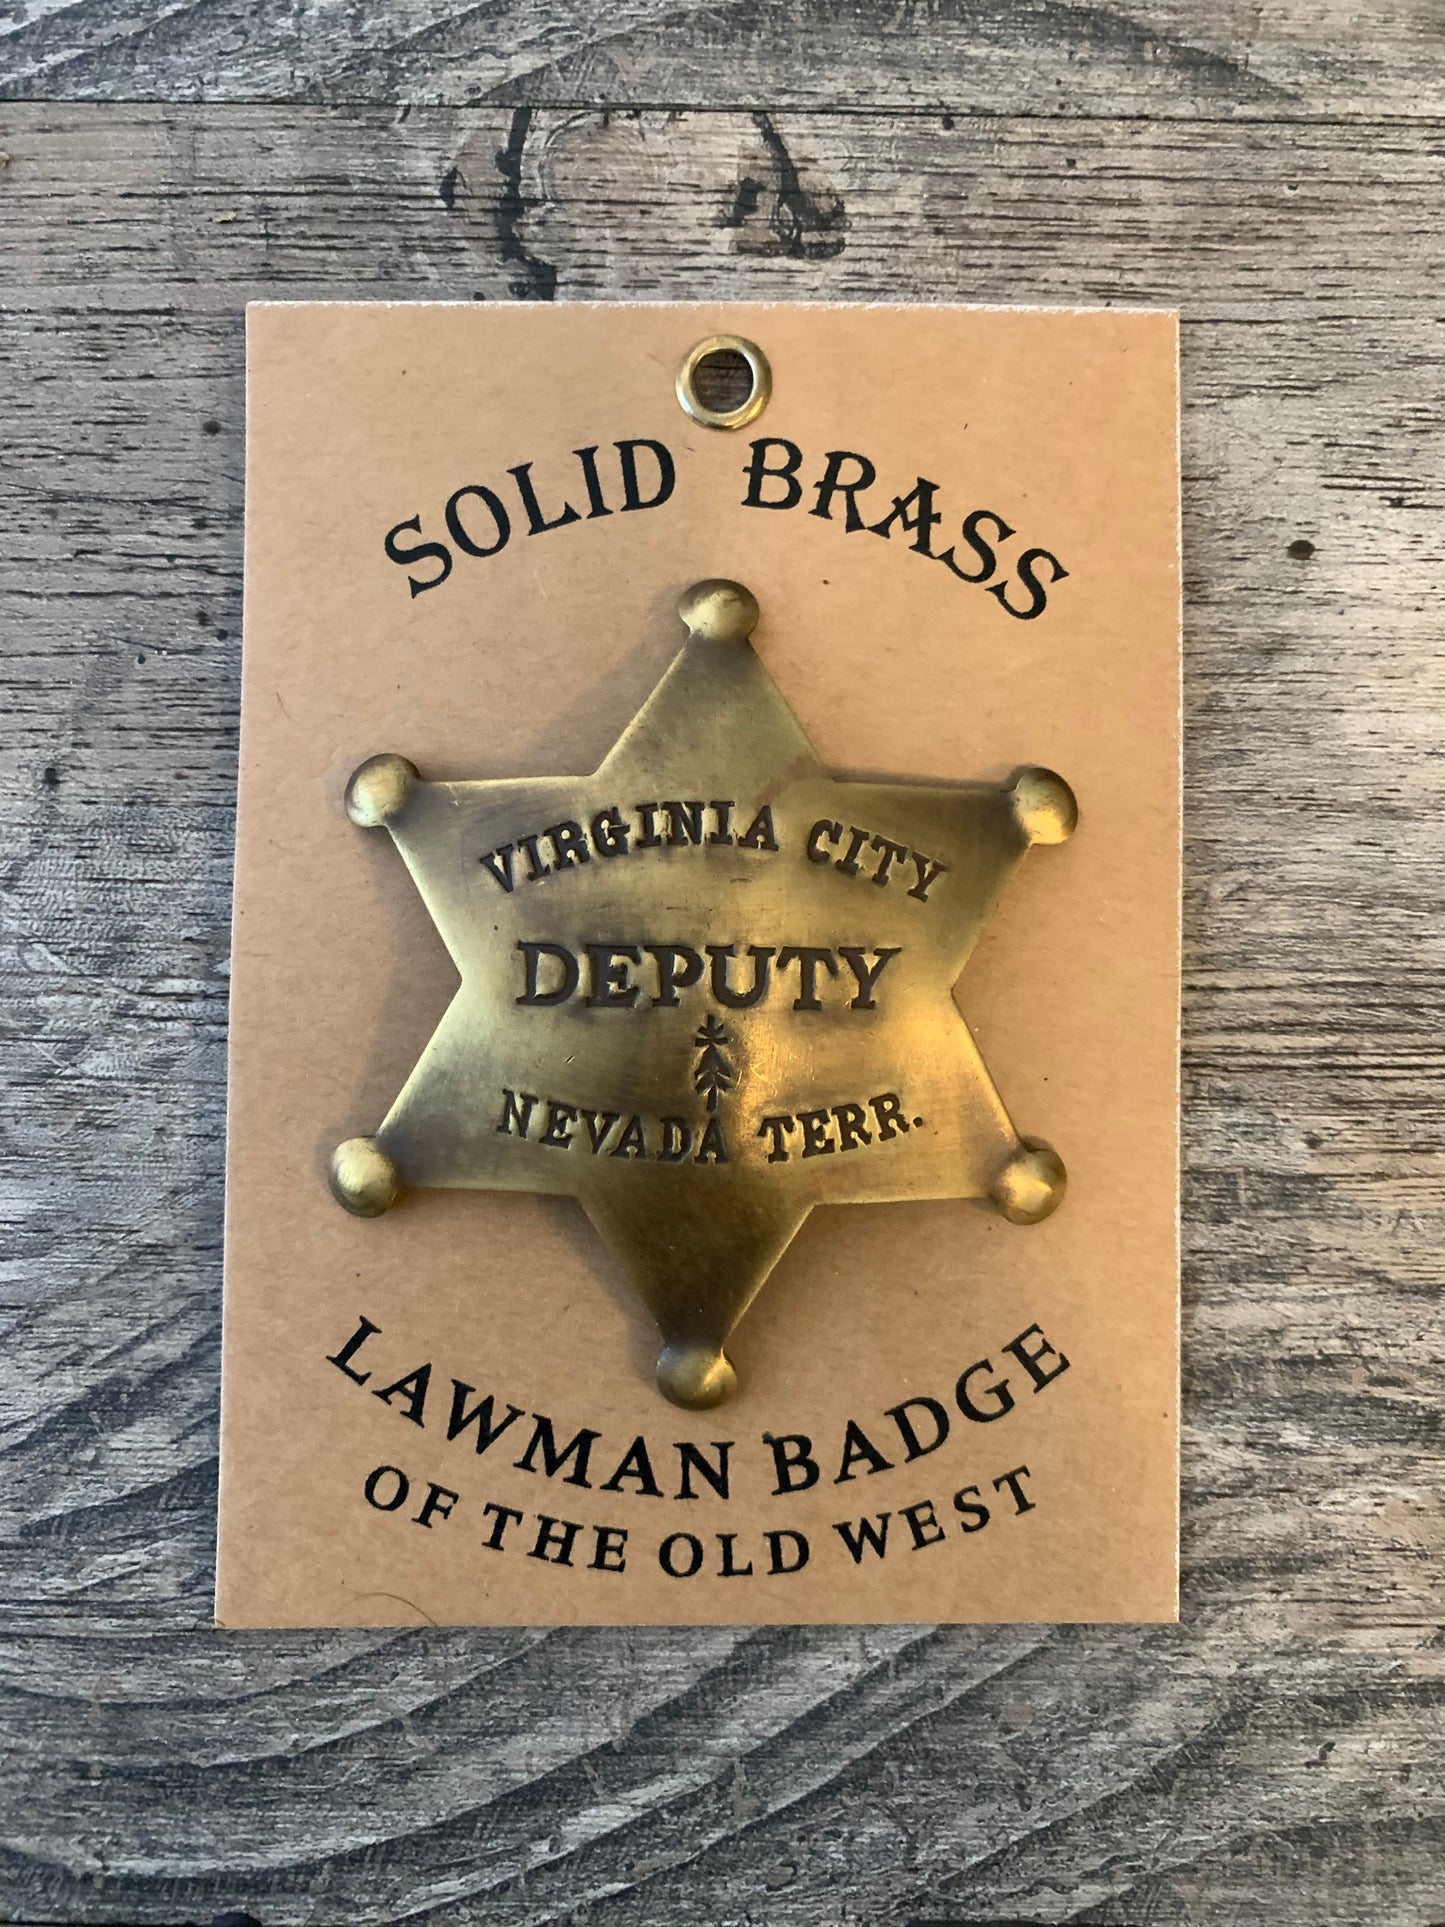 SOLID BRASS
VIRGINIA CITY
DEPUTY
NEVADA TERR.
LAWMAN BADGE
OF THE OLD WEST